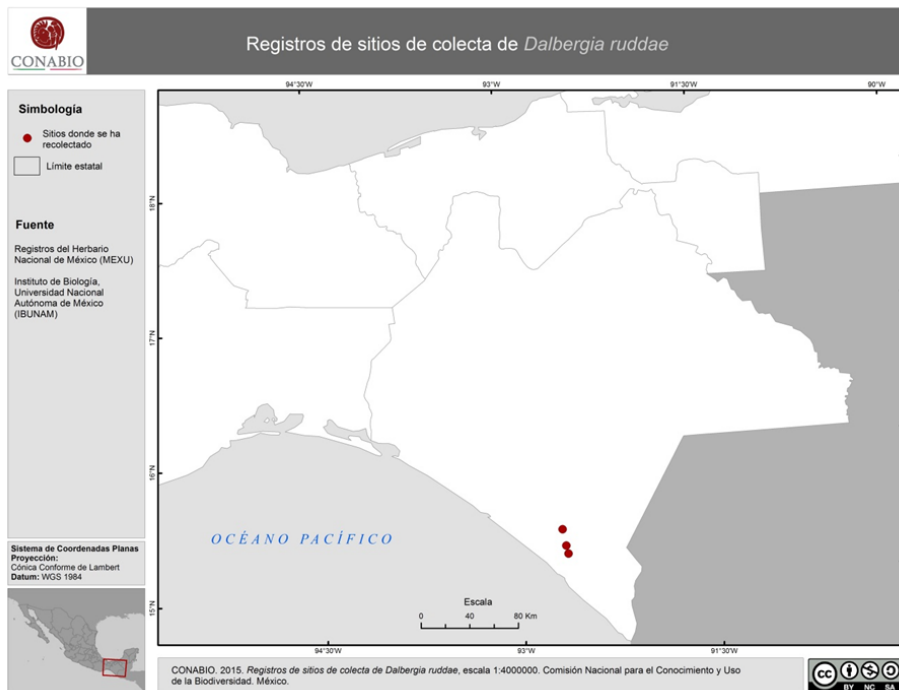 CONABIO
Registros de sitios de colecta de Dalbergia ruddae
94°30'W
93°W
91°30'W
90°W
Simbología
Sitios donde se ha
recolectado
Límite estatal
Fuente
Registros del Herbario
Nacional de México (MEXU)
Instituto de Biología,
Universidad Nacional
Autónoma de México
(IBUNAM)
18°N
17°N
16°N
15°N
OCÉANO PACÍFICO
Escala
0 40 80 Km
Sistema de Coordenadas Planas
Proyección:
Cónica Conforme de Lambert
Datum: WGS 1984
94°30'W
93°W
91°30'W
CONABIO. 2015. Registros de sitios de colecta de Dalbergia ruddae, escala 1:4000000. Comisión Nacional para el Conocimiento y Uso
de la Biodiversidad. México.
CC
BY NC SA